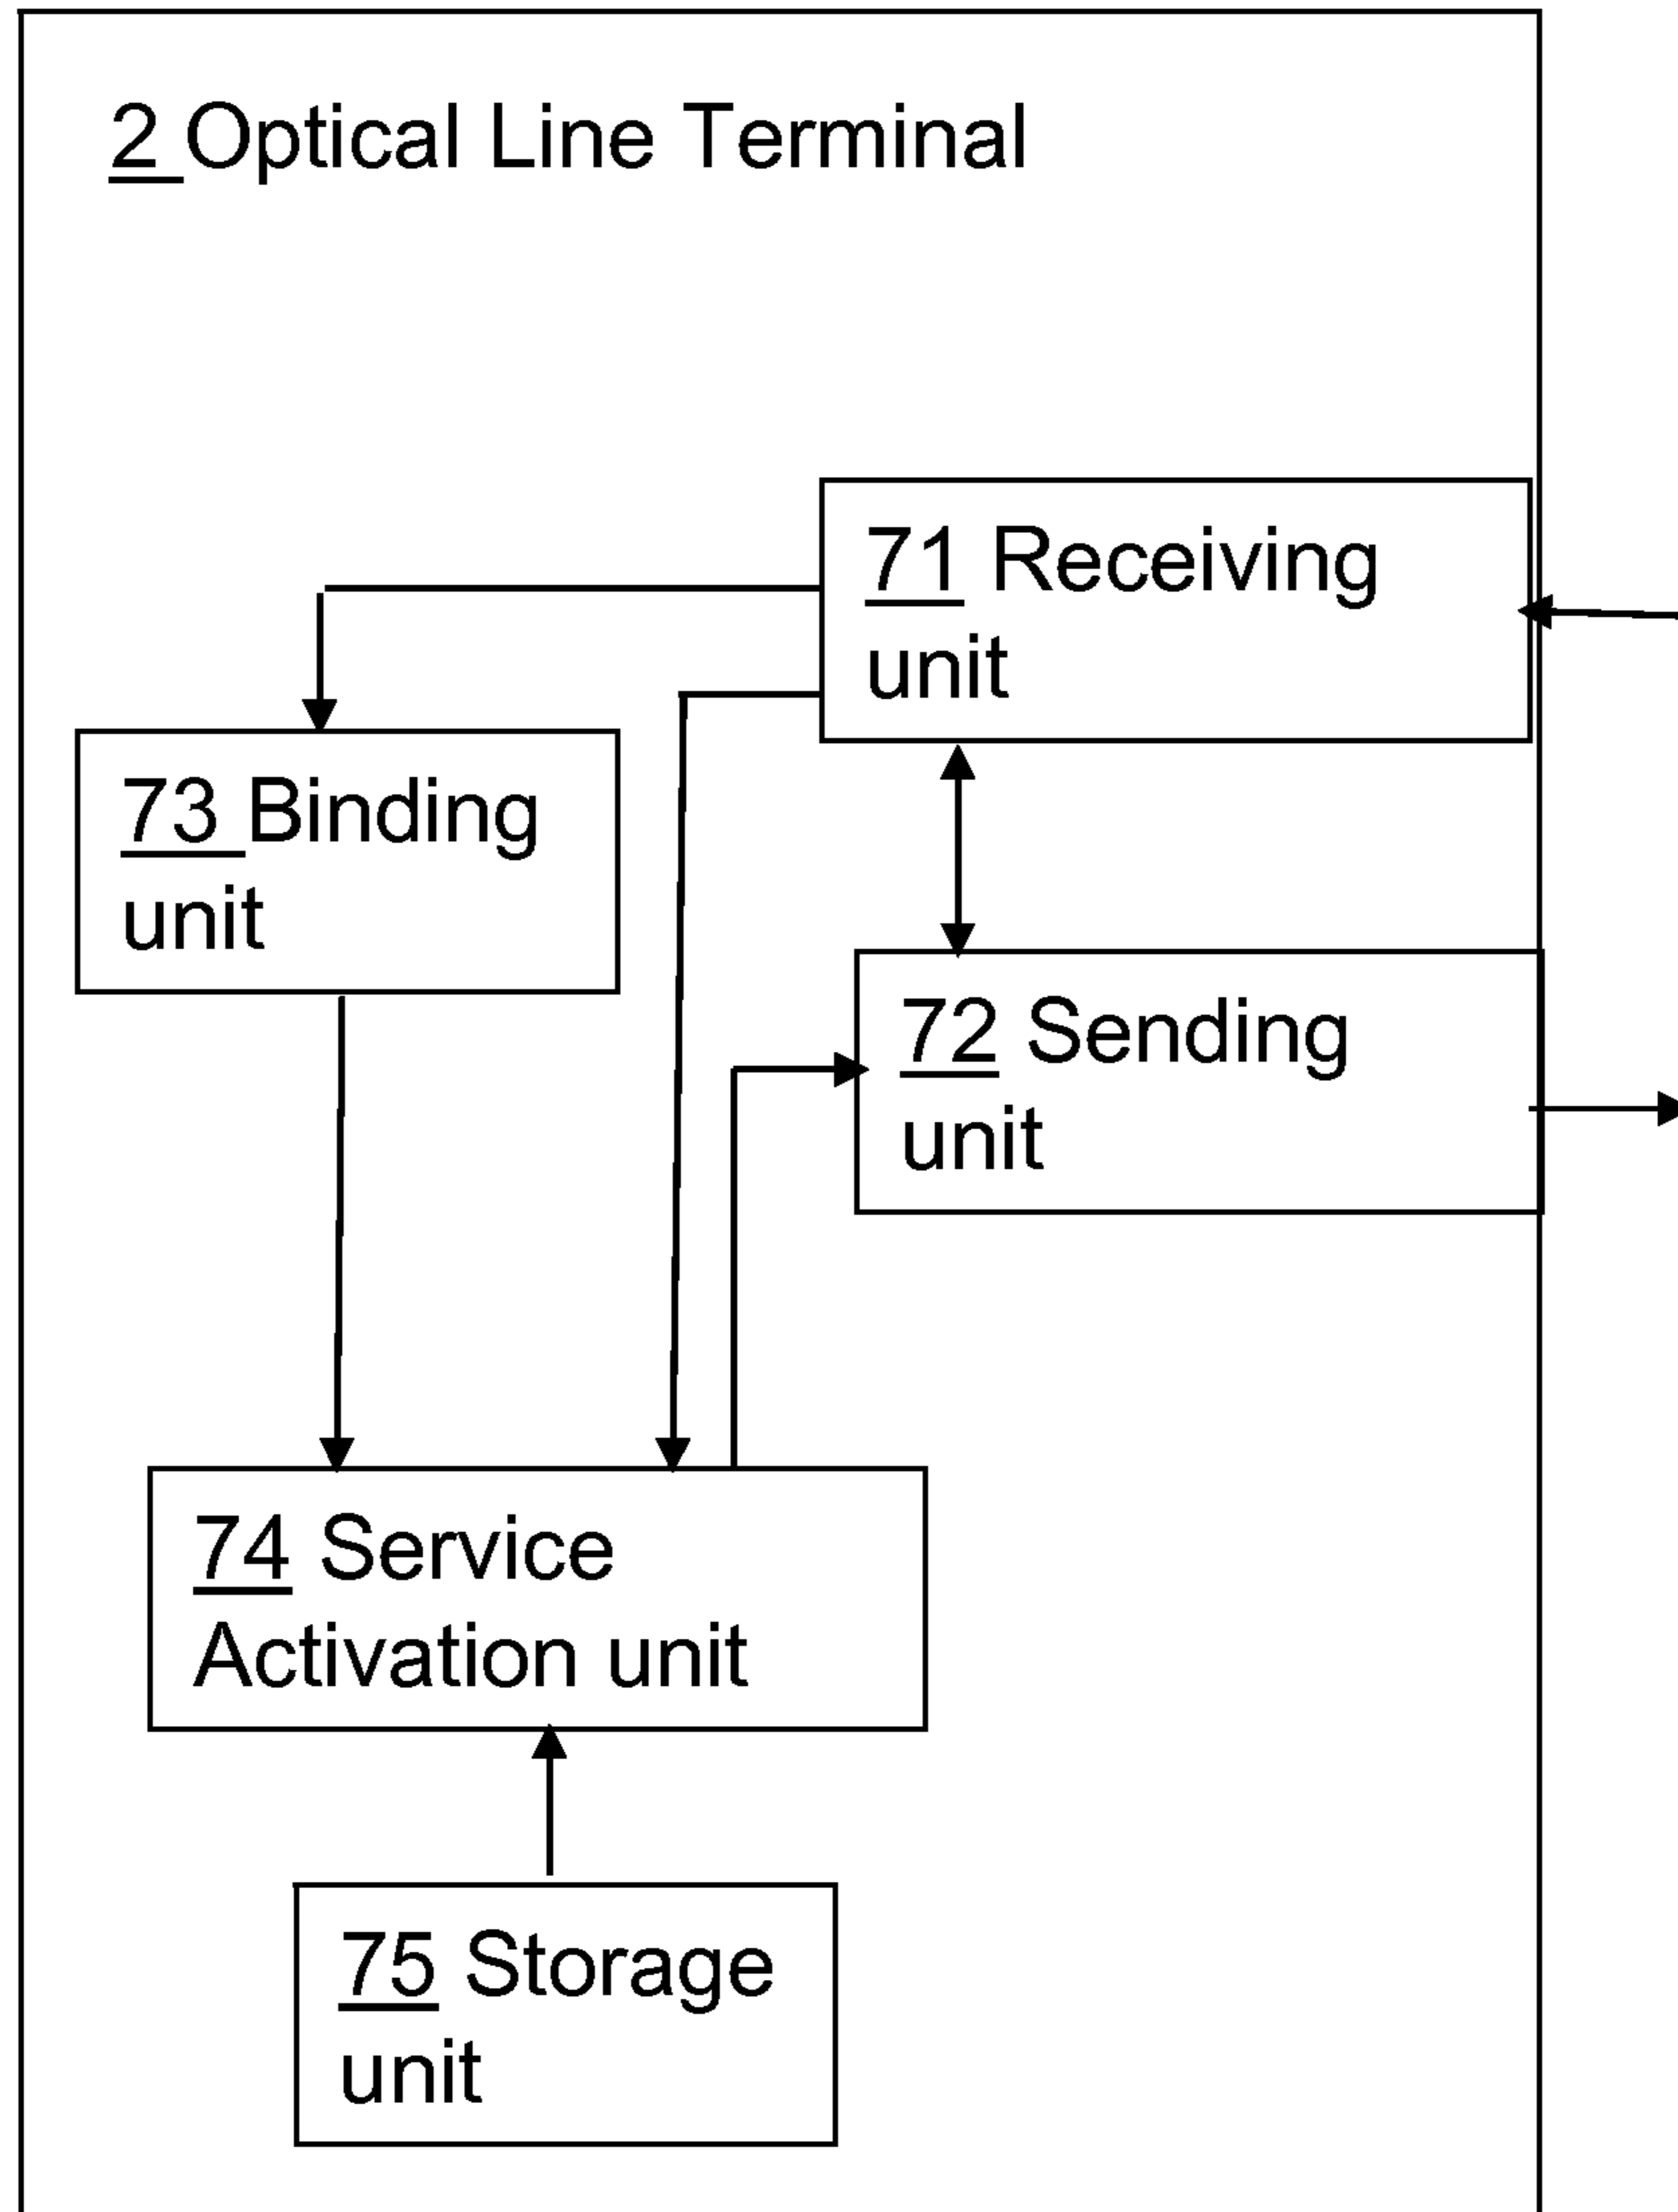 2 Optical Line Terminal
71 Receiving
unit
73 Binding
unit
72 Sending
unit
74 Service
Activation unit
75 Storage
unit